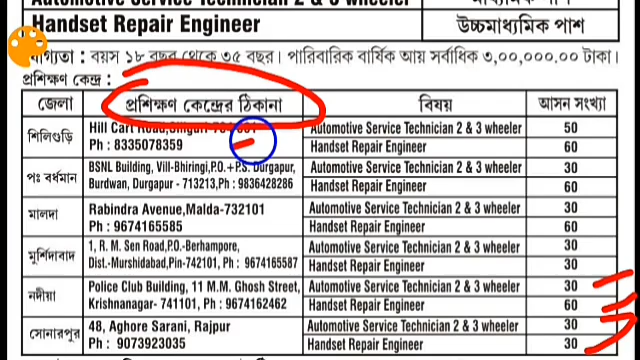 Automotive Service Technician 2 & 3 wheeler
মাধ্যমিক পাশ
Handset Repair Engineer
উচ্চমাধ্যমিক পাশ
যোগ্যতা : বয়স ১৮ বছর থেকে ৩৫ বছর। পারিবারিক বার্ষিক আয় সর্বাধিক ৩,০০,০০০.০০ টাকা।
প্রশিক্ষণ কেন্দ্র :
জেলা প্রশিক্ষণ কেন্দ্রের ঠিকানা বিষয় আসন সংখ্যা
শিলিগুড়ি
Hill Cart Road,
Ph : 8335078359
Automotive Service Technician 2 & 3 wheeler 50
Handset Repair Engineer 60
পঃ বর্ধমান
BSNL Building, Vill-Bhiringi,P.O.+P.S. Durgapur,
Burdwan, Durgapur - 713213,Ph : 9836428286
Automotive Service Technician 2 & 3 wheeler 30
Handset Repair Engineer 60
মালদা
Rabindra Avenue,Malda-732101
Ph : 9674165585
Automotive Service Technician 2 & 3 wheeler 30
Handset Repair Engineer 30
মুর্শিদাবাদ
1, R. M. Sen Road,P.O.- Berhampore,
Dist.-Murshidabad,Pin-742101, Ph : 9674165587
Automotive Service Technician 2 & 3 wheeler 30
Handset Repair Engineer 30
নদীয়া
Police Club Building, 11 M.M. Ghosh Street,
Krishnanagar - 741101, Ph : 9674162462
Automotive Service Technician 2 & 3 wheeler 30
Handset Repair Engineer 60
সোনারপুর
48, Aghore Sarani, Rajpur
Ph : 9073923035
Automotive Service Technician 2 & 3 wheeler 30
Handset Repair Engineer 30